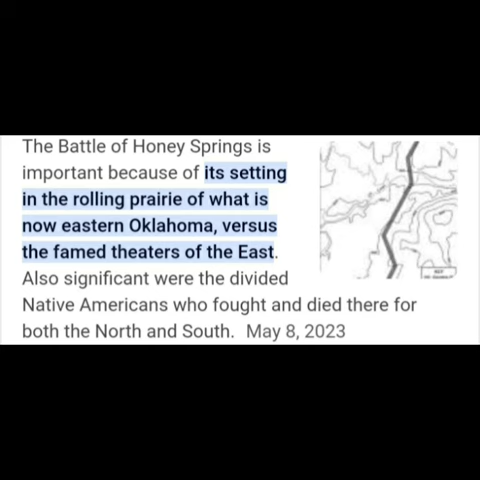 The Battle of Honey Springs is
important because of its setting
in the rolling prairie of what is
now eastern Oklahoma, versus
the famed theaters of the East.
Also significant were the divided
Native Americans who fought and died there for
both the North and South. May 8, 2023